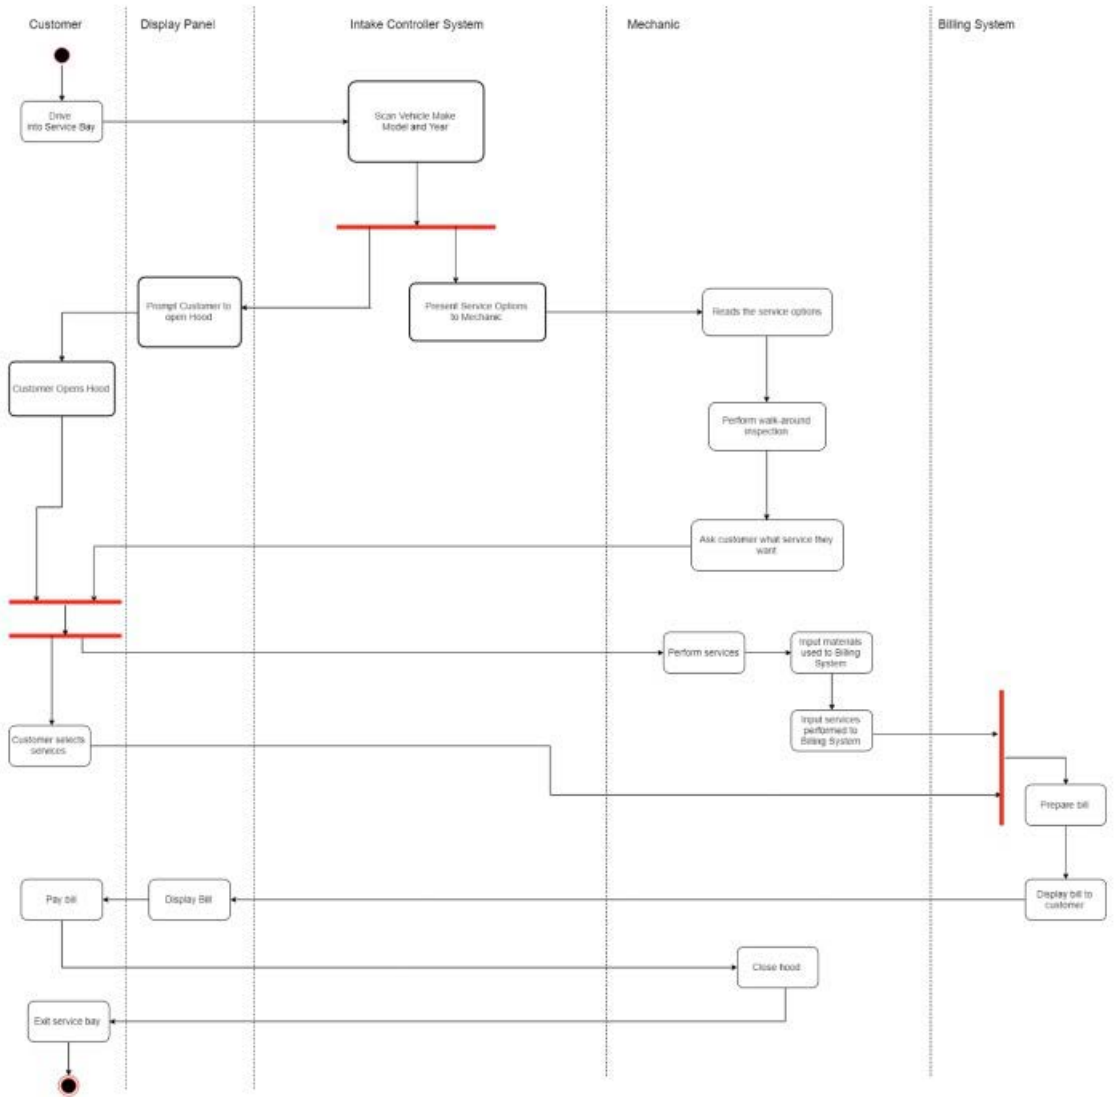 Customer
Display Panel
Intake Controller System
Mechanic
Billing System
Drive
into Service Bay
Scan Vehicle Make
Model and Year
Prompt Customer to
open Hood
Present Service Options
to Mechanic
Reads the service options
Customer Opens Hood
Perform walk-around
inspection
Ask customer what service they
want
Perform services
Input materials
used to Billing
System
Customer selects
services
Input services
performed to
Billing System
Prepare bill
Pay bill
Display Bill
Display bill to
customer
Close hood
Exit service bay